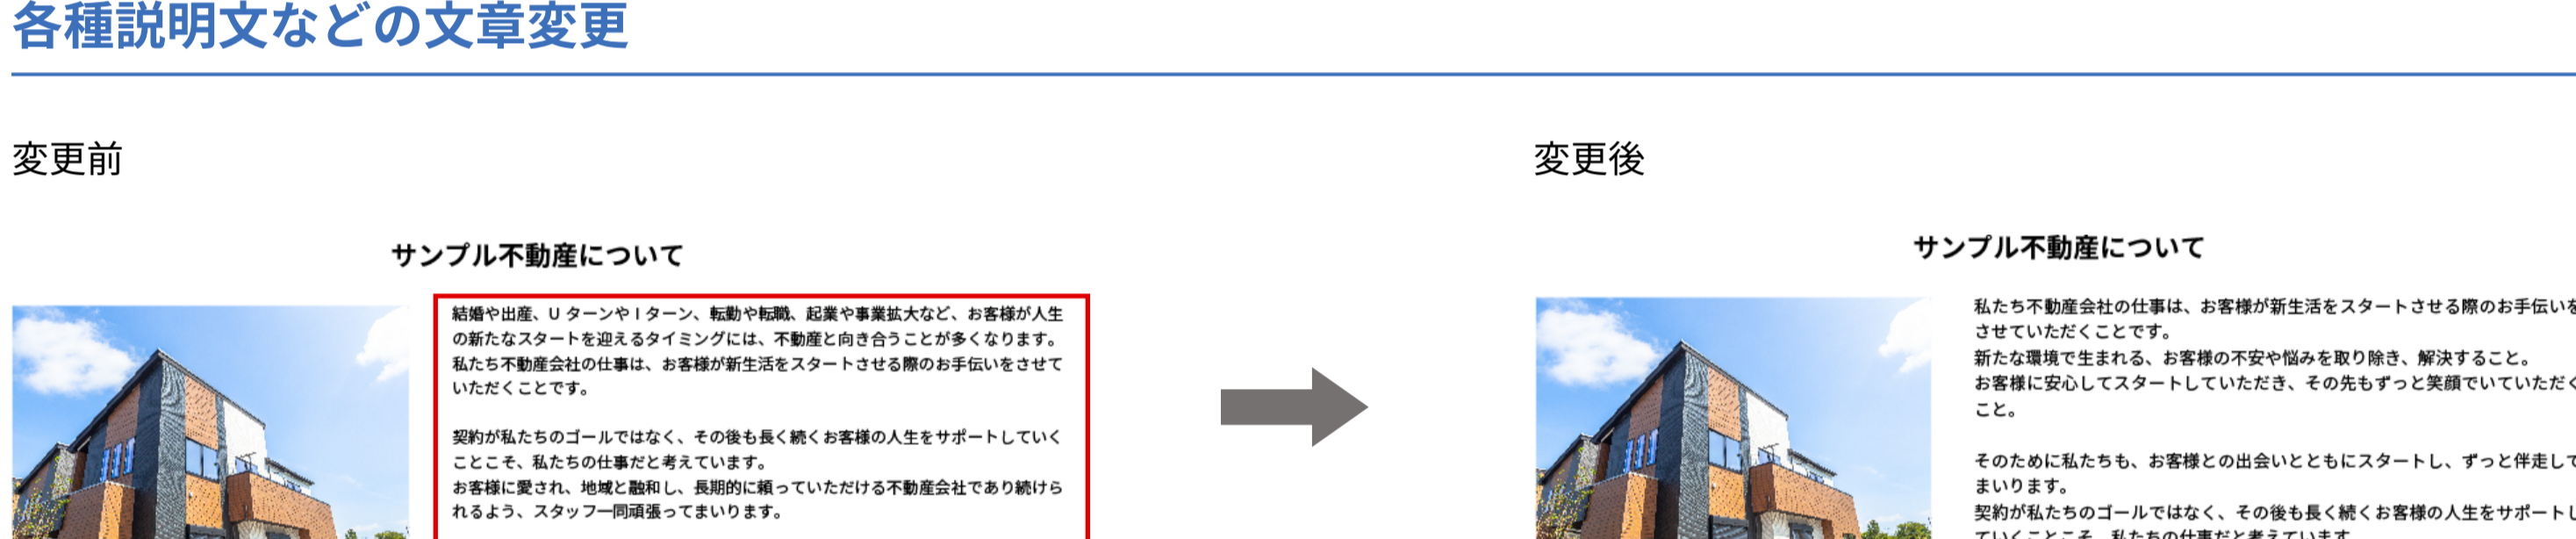 各種説明文などの文章変更
変更前
サンプル不動産について
結婚や出産、U ターンや I ターン、転勤や転職、起業や事業拡大など、お客様が人生
の新たなスタートを迎えるタイミングには、不動産と向き合うことが多くなります。
私たち不動産会社の仕事は、お客様が新生活をスタートさせる際のお手伝いをさせて
いただくことです。
契約が私たちのゴールではなく、その後も長く続くお客様の人生をサポートしていく
ことこそ、私たちの仕事だと考えています。
お客様に愛され、地域と融和し、長期的に頼っていただける不動産会社であり続けら
れるよう、スタッフ一同頑張ってまいります。
変更後
サンプル不動産について
私たち不動産会社の仕事は、お客様が新生活をスタートさせる際のお手伝いを
させていただくことです。
新たな環境で生まれる、お客様の不安や悩みを取り除き、解決すること。
お客様に安心してスタートしていただき、その先もずっと笑顔でいていただく
こと。
そのために私たちも、お客様との出会いとともにスタートし、ずっと伴走して
まいります。
契約が私たちのゴールではなく、その後も長く続くお客様の人生をサポートし
ていくことこそ、私たちの仕事だと考えています。